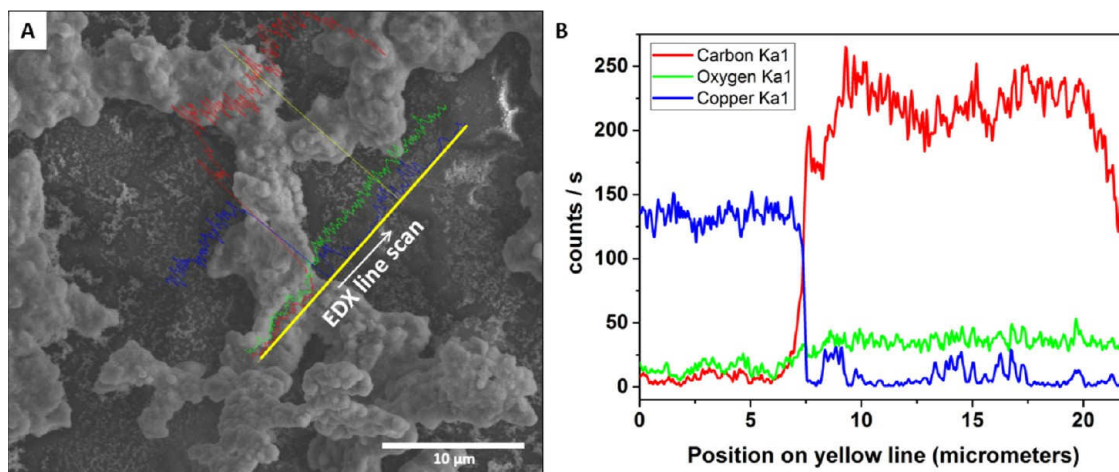 A
EDX line scan
10 µm
B
Carbon Ka1
Oxygen Ka1
Copper Ka1
250
200
150
100
50
0
counts / s
0
5
10
15
20
Position on yellow line (micrometers)